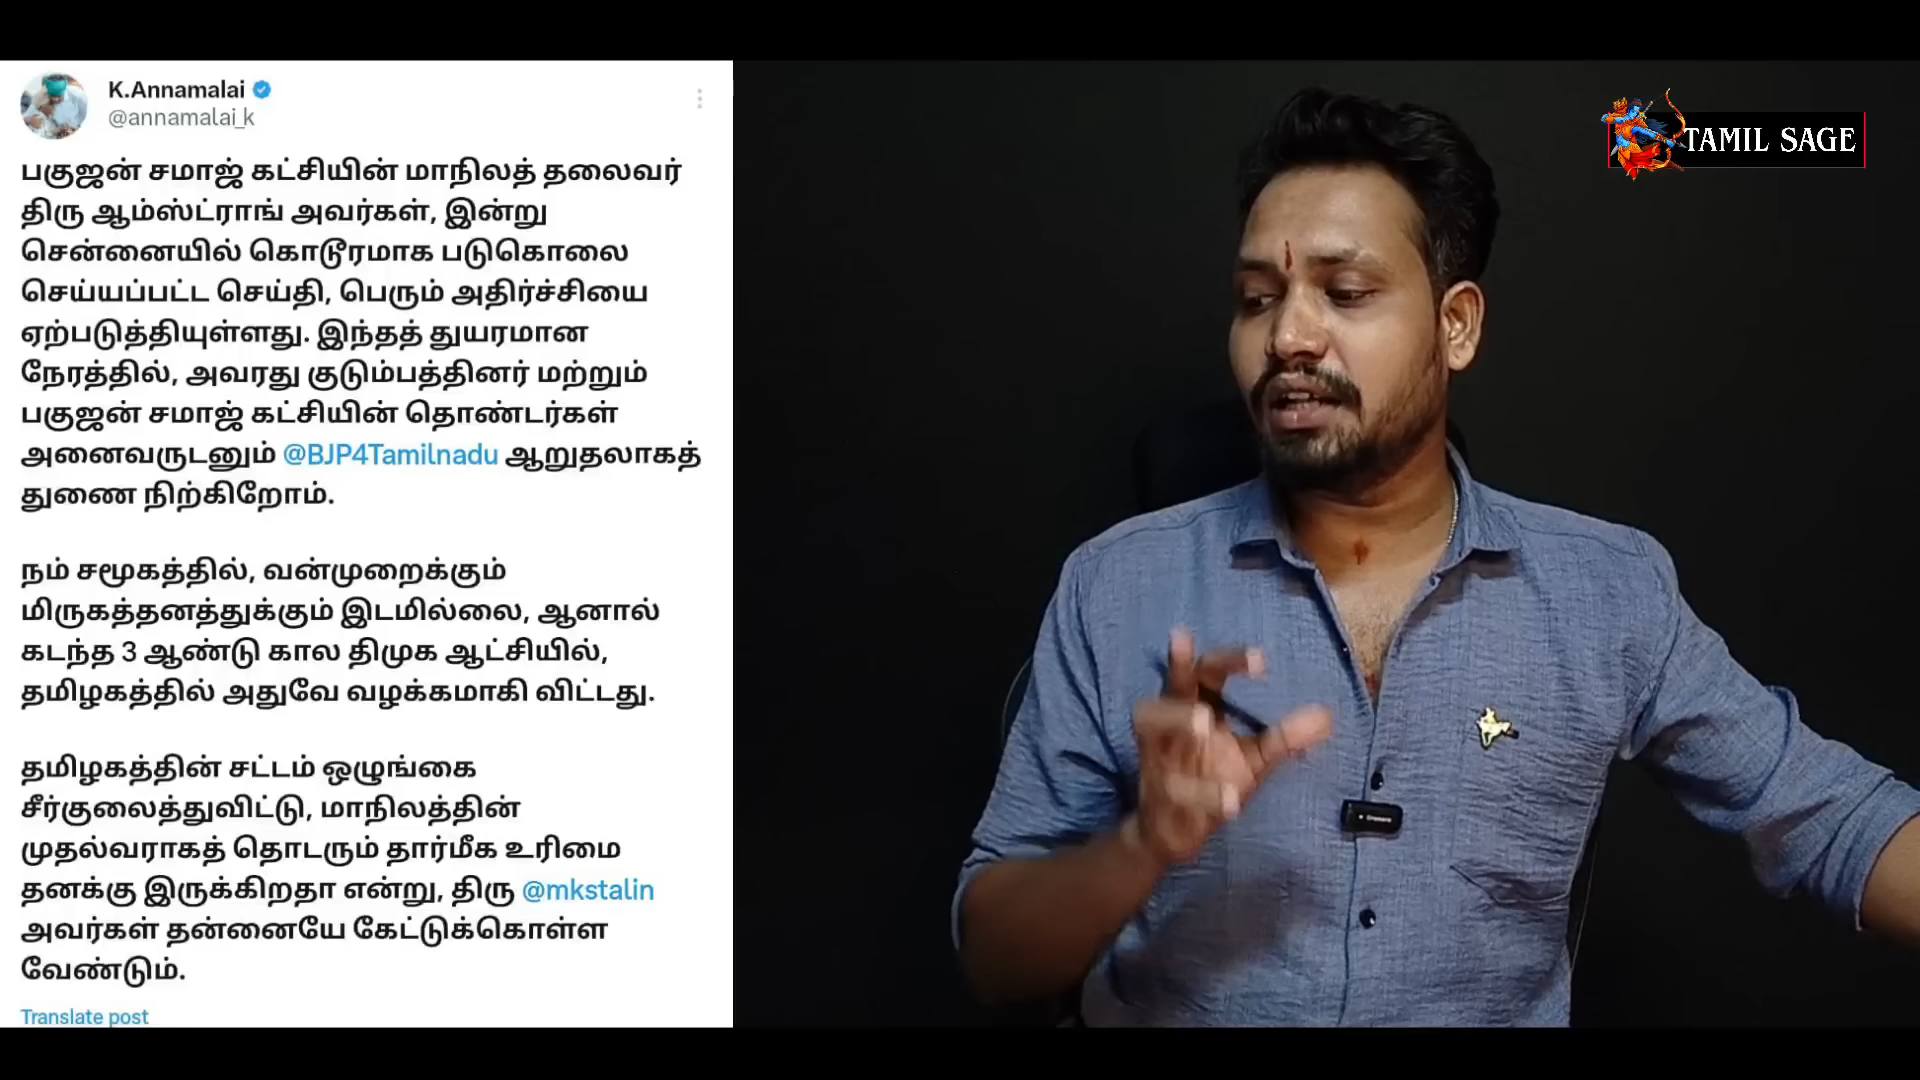 K.Annamalai
@annamalai_k
பகுஜன் சமாஜ் கட்சியின் மாநிலத் தலைவர்
திரு ஆம்ஸ்ட்ராங் அவர்கள், இன்று
சென்னையில் கொடூரமாக படுகொலை
செய்யப்பட்ட செய்தி, பெரும் அதிர்ச்சியை
ஏற்படுத்தியுள்ளது. இந்தத் துயரமான
நேரத்தில், அவரது குடும்பத்தினர் மற்றும்
பகுஜன் சமாஜ் கட்சியின் தொண்டர்கள்
அனைவருடனும் @BJP4Tamilnadu ஆறுதலாகத்
துணை நிற்கிறோம்.
நம் சமூகத்தில், வன்முறைக்கும்
மிருகத்தனத்துக்கும் இடமில்லை, ஆனால்
கடந்த 3 ஆண்டு கால திமுக ஆட்சியில்,
தமிழகத்தில் அதுவே வழக்கமாகி விட்டது.
தமிழகத்தின் சட்டம் ஒழுங்கை
சீர்குலைத்துவிட்டு, மாநிலத்தின்
முதல்வராகத் தொடரும் தார்மீக உரிமை
தனக்கு இருக்கிறதா என்று, திரு @mkstalin
அவர்கள் தன்னையே கேட்டுக்கொள்ள
வேண்டும்.
Translate post
TAMIL SAGE